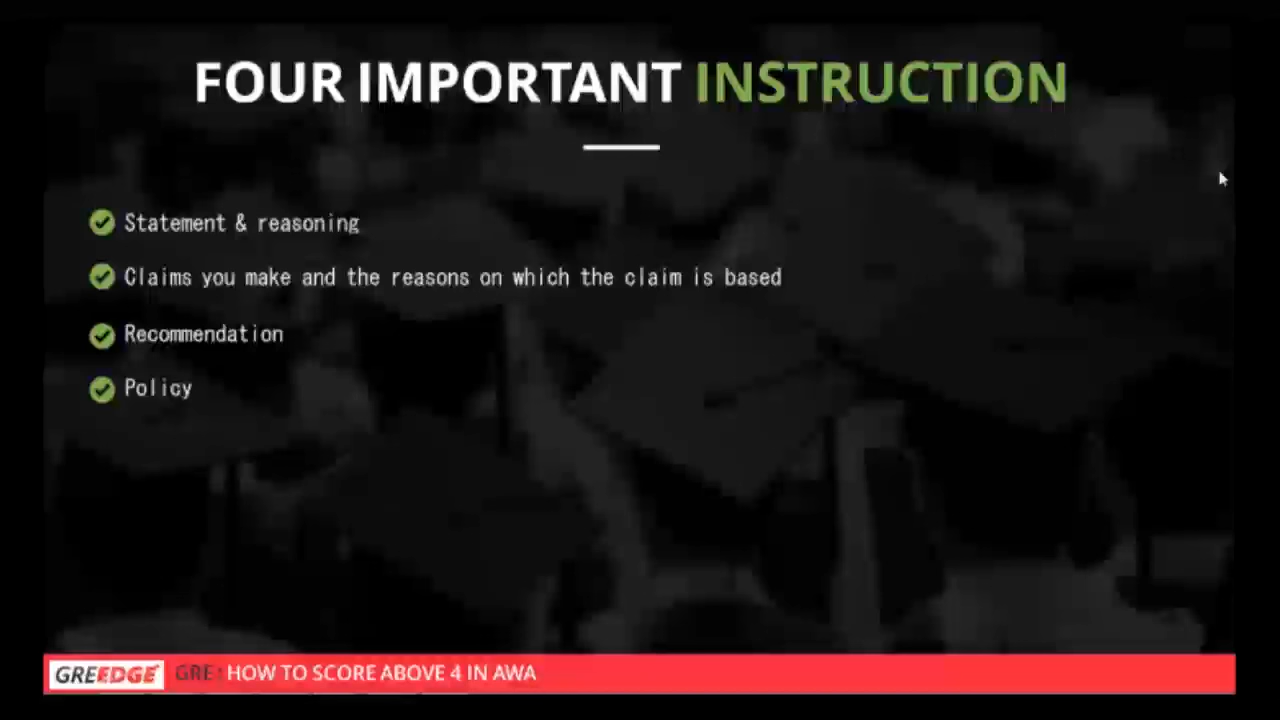 FOUR IMPORTANT INSTRUCTION
Statement & reasoning
Claims you make and the reasons on which the claim is based
Recommendation
Policy
GREEDGE GRE : HOW TO SCORE ABOVE 4 IN AWA